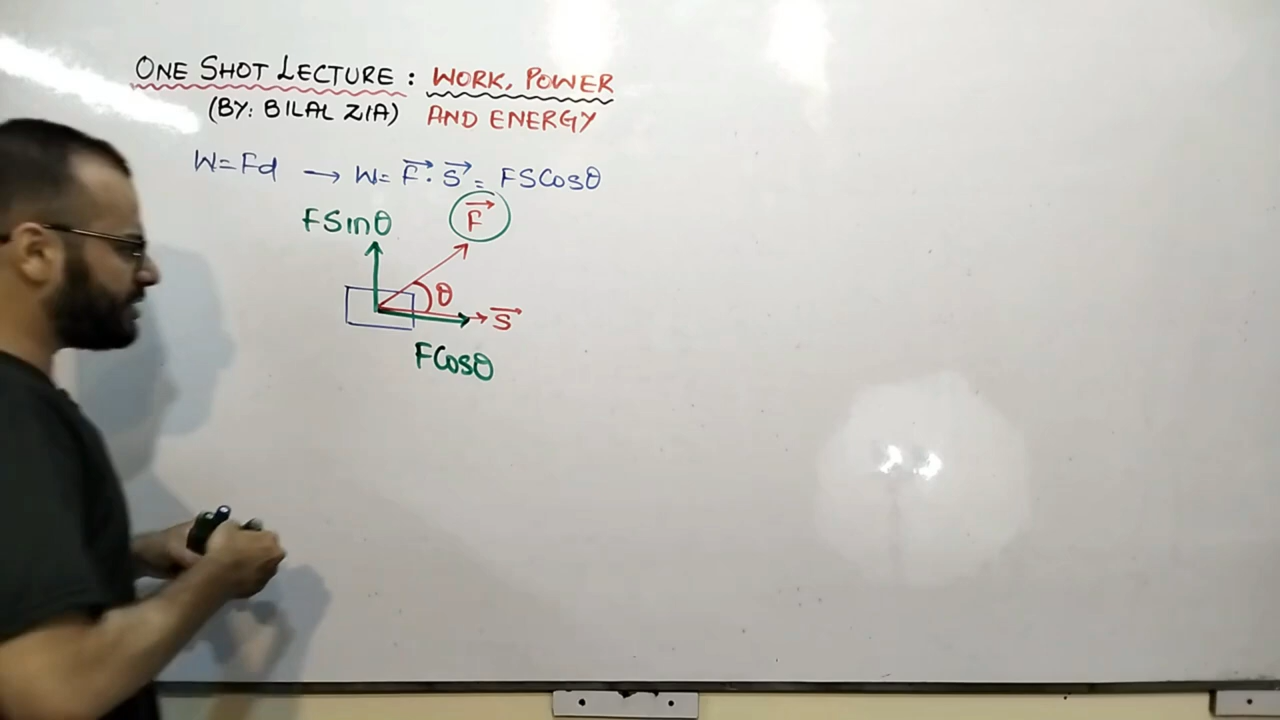 ONE SHOT LECTURE: WORK, POWER
(BY: BILAL ZIA) AND ENERGY
W=Fd → W= F⃗ . S⃗ = FSCosθ
FSinθ
F⃗
θ
S⃗
FCosθ